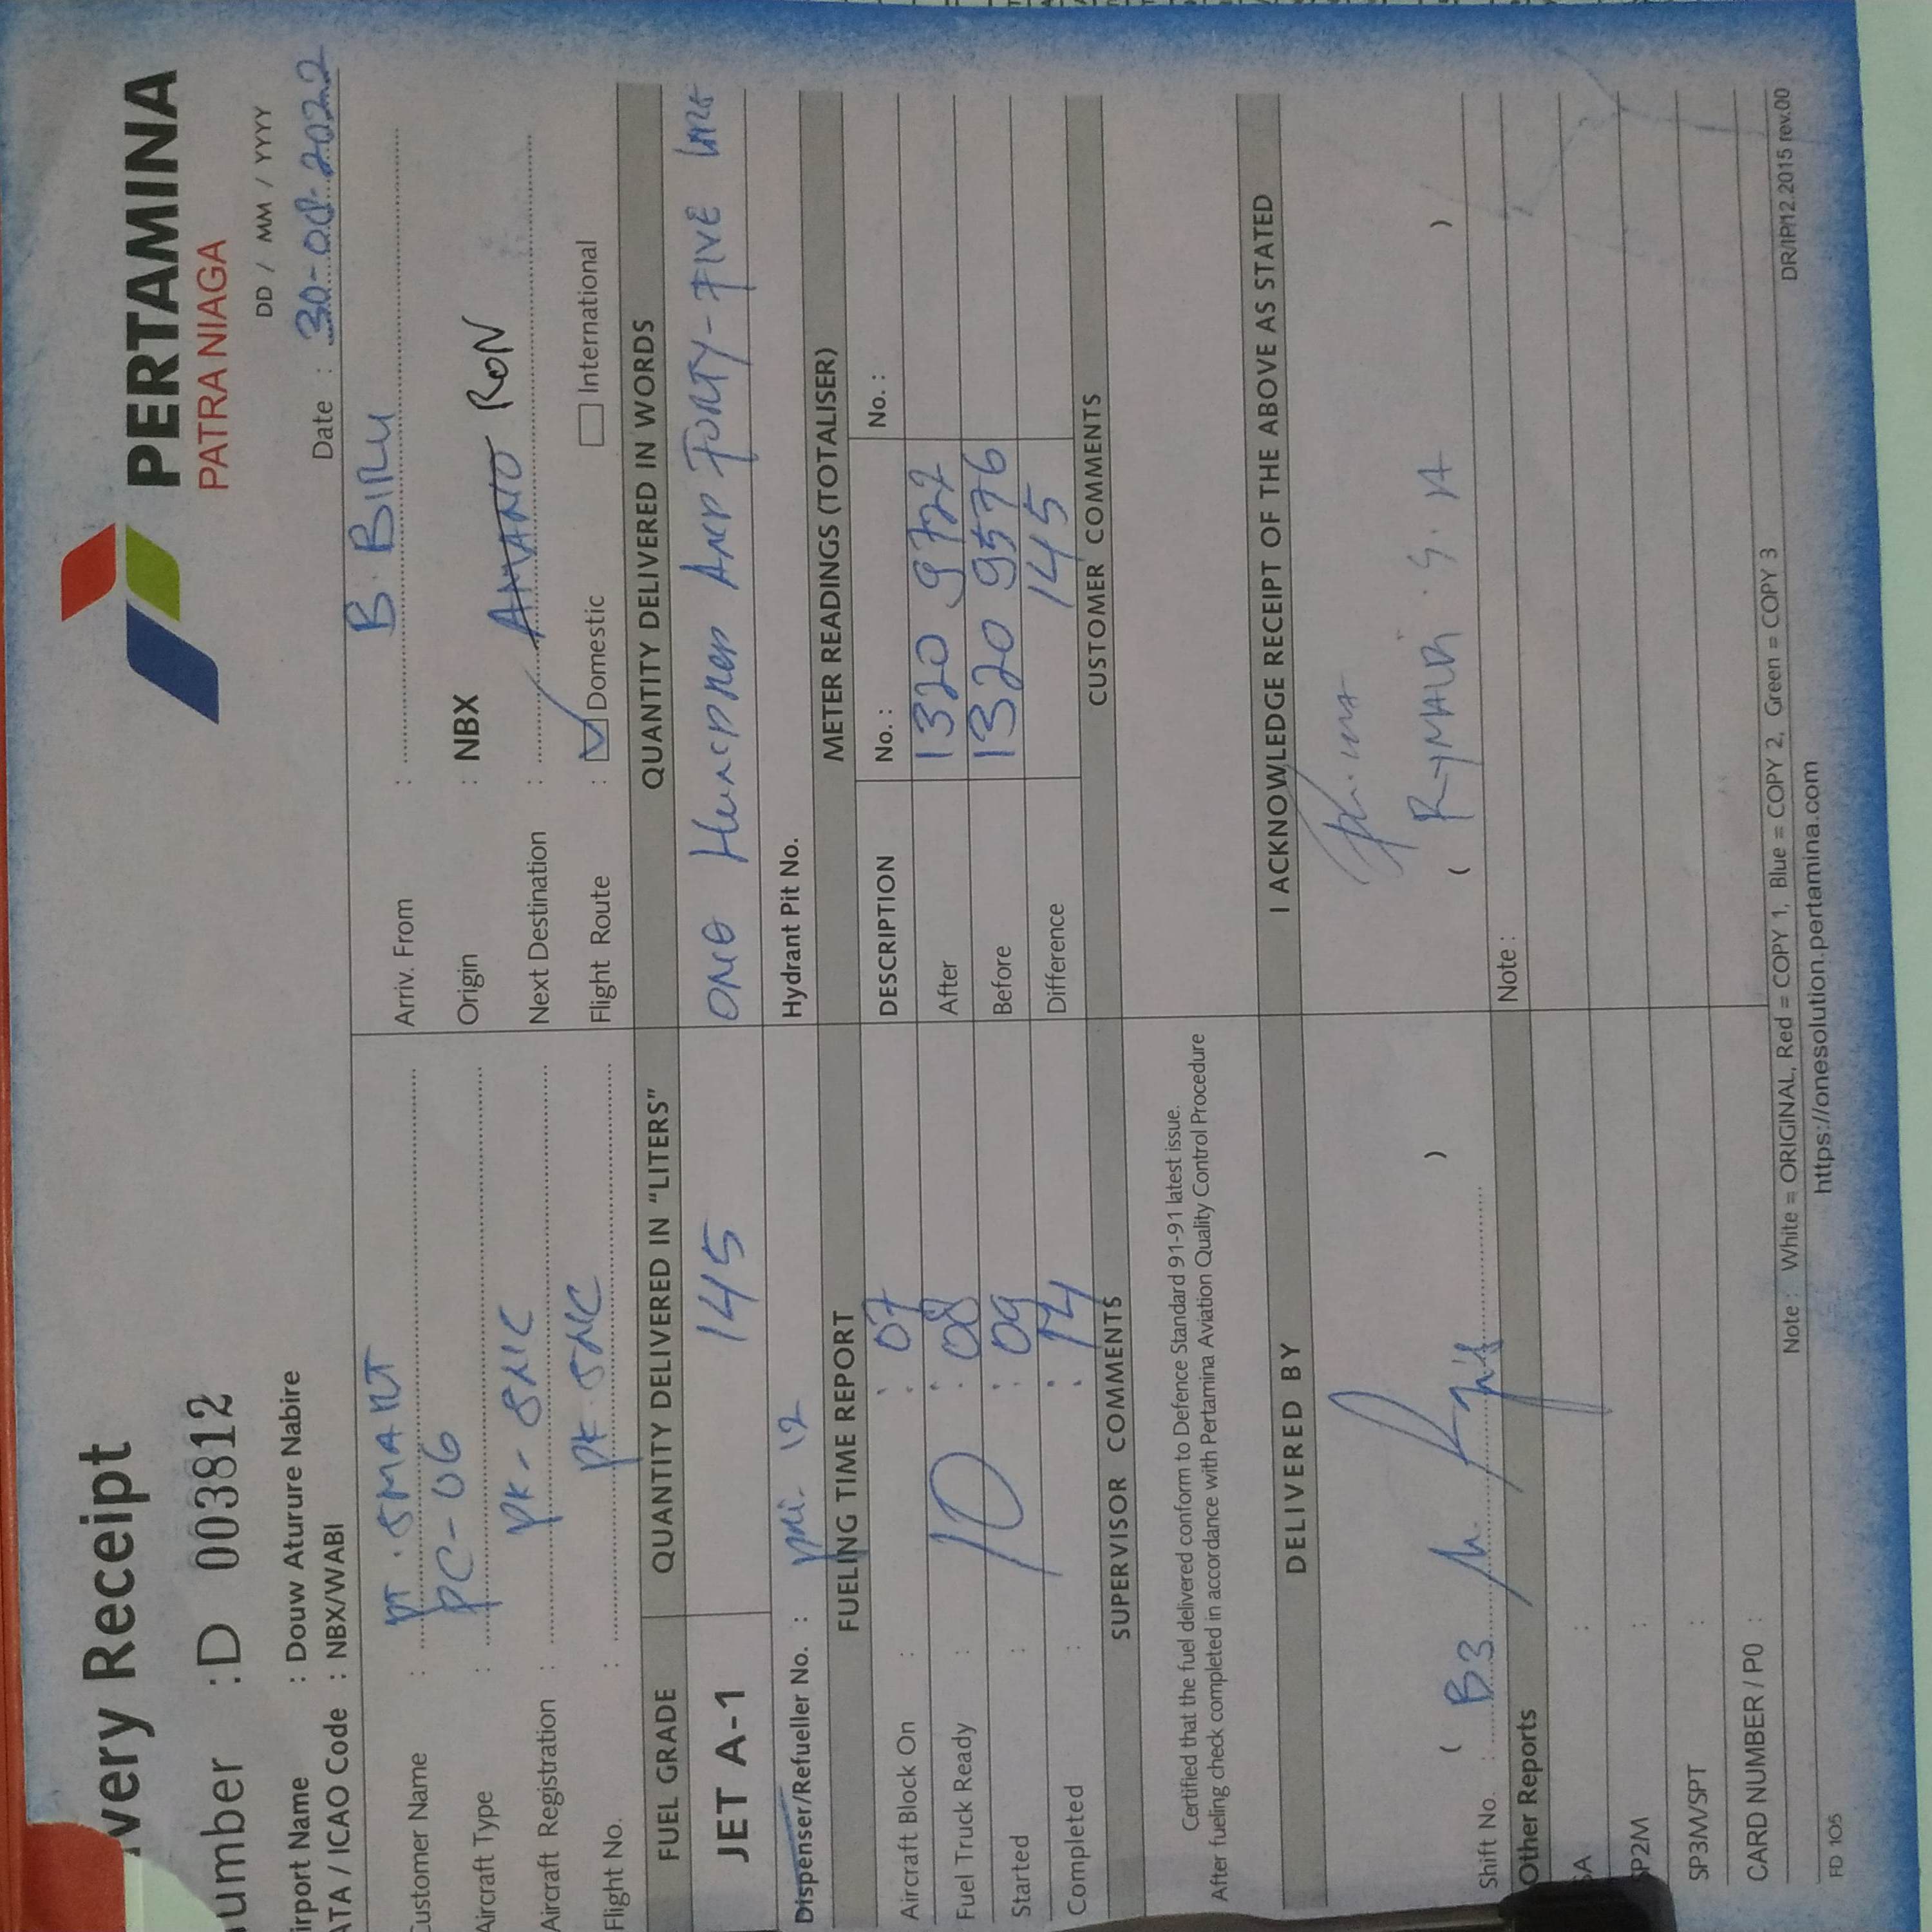 very Receipt
PERTAMINA
PATRA NIAGA
umber : D 003812
DD / MM / YYYY
irport Name : Douw Aturure Nabire
Date : 30-08-2022
ATA / ICAO Code : NBX/WABI
Customer Name : PT. SMART
Arriv. From : B. BIRU
Aircraft Type : PC-06
Origin : NBX
Aircraft Registration : PK-SNC
Next Destination : RON
Flight No. : PK-SNC
Flight Route : Domestic International
FUEL GRADE
QUANTITY DELIVERED IN "LITERS"
QUANTITY DELIVERED IN WORDS
JET A-1
145
ONE HUNDRED AND FORTY-FIVE
Dispenser/Refueller No. : 12
Hydrant Pit No.
FUELING TIME REPORT
METER READINGS (TOTALISER)
DESCRIPTION No. : No. :
Aircraft Block On : : 07
After 1320 9722
Fuel Truck Ready : 10 : 08
Before 1320 9576
Started : : 09
Difference 145
Completed : : 14
SUPERVISOR COMMENTS
CUSTOMER COMMENTS
Certified that the fuel delivered conform to Defence Standard 91-91 latest issue.
After fueling check completed in accordance with Pertamina Aviation Quality Control Procedure
DELIVERED BY
I ACKNOWLEDGE RECEIPT OF THE ABOVE AS STATED
( )
( )
Shift No. : B3
Note :
Other Reports
SA :
SP2M :
SP3M/SPT :
CARD NUMBER / P0 :
Note : White = ORIGINAL, Red = COPY 1, Blue = COPY 2, Green = COPY 3
FD 105
https://onesolution.pertamina.com
DR/IP/12.2015 rev.00